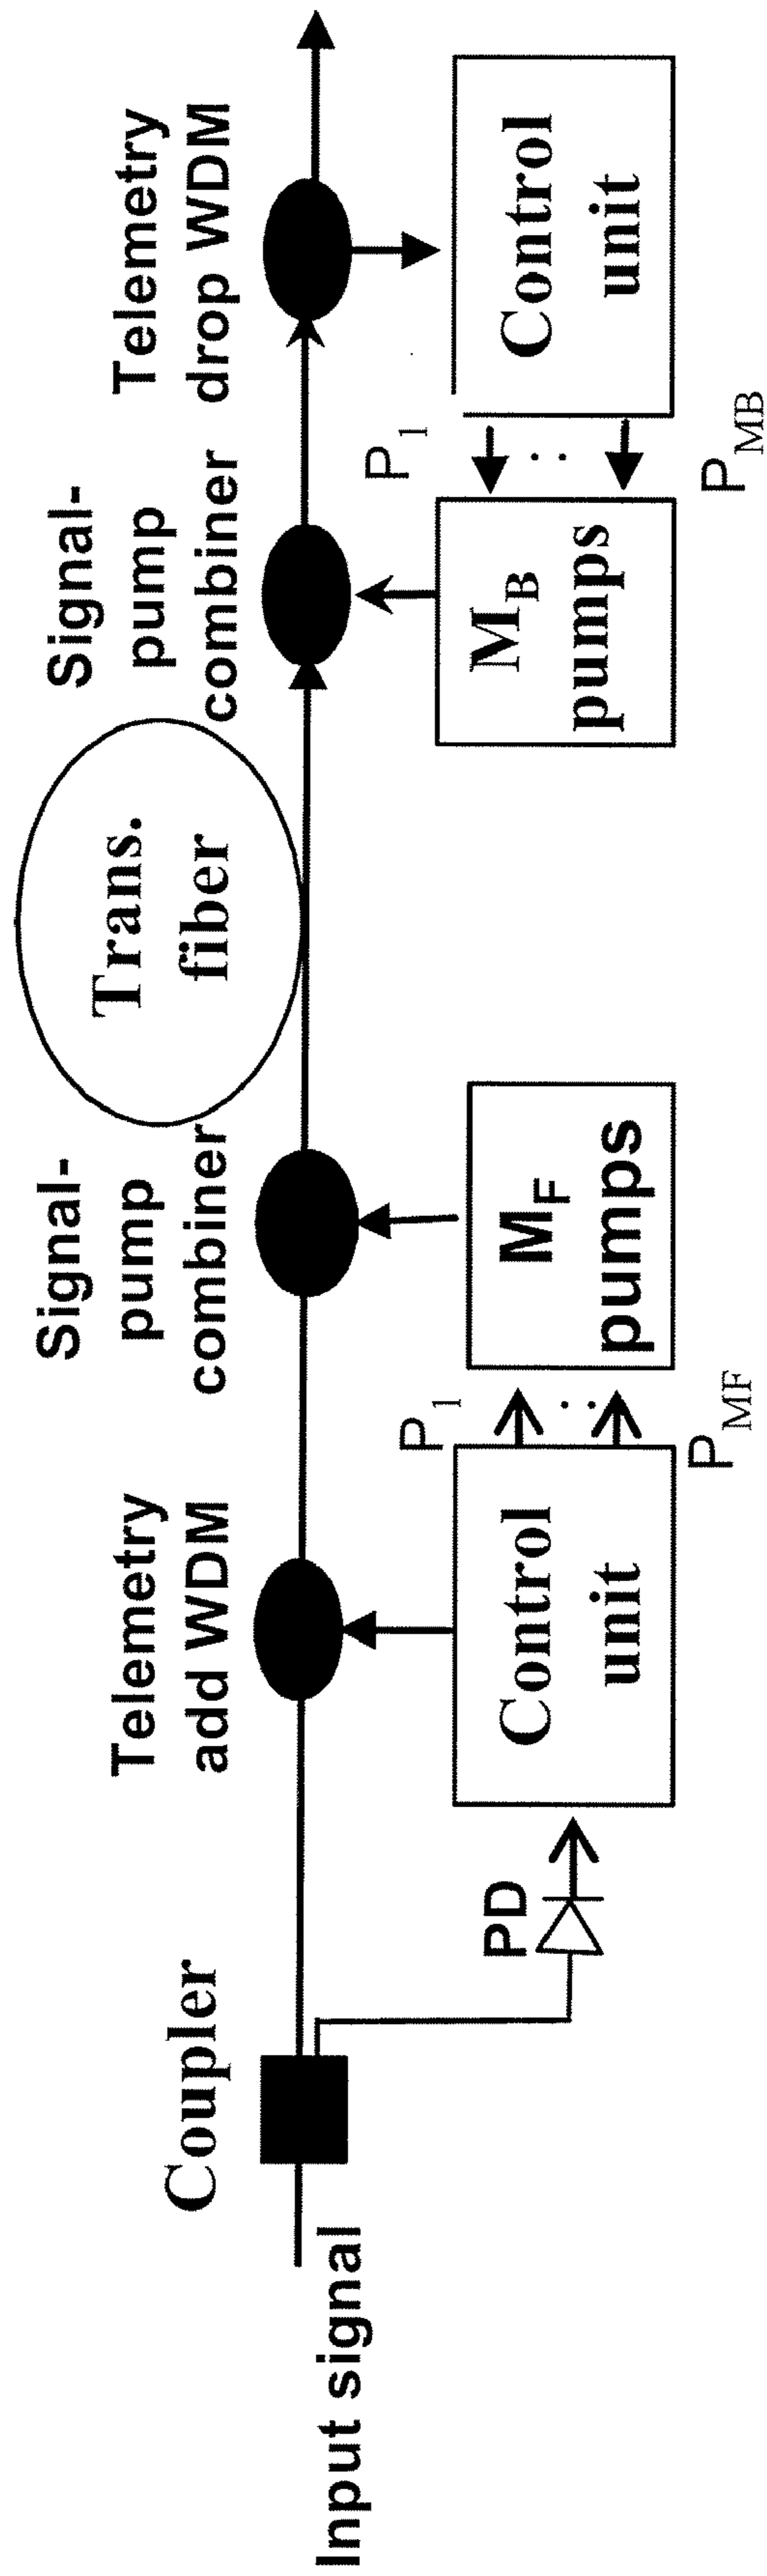 Input signal
Coupler
PD
Telemetry
add WDM
Control
unit
P1
:
PMF
Signal-
pump
combiner
MF
pumps
Trans.
fiber
Signal-
pump
combiner
MB
pumps
P1
:
PMB
Telemetry
drop WDM
Control
unit